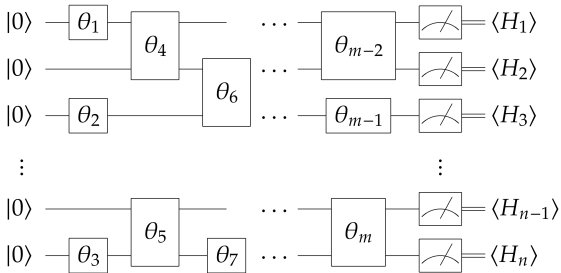 |0⟩ θ₁ θ₄ ··· θₘ₋₂ ⟨H₁⟩
|0⟩ θ₆ ··· ⟨H₂⟩
|0⟩ θ₂ ··· θₘ₋₁ ⟨H₃⟩
⋮ ⋮
|0⟩ θ₅ ··· θₘ ⟨Hₙ₋₁⟩
|0⟩ θ₃ θ₇ ··· ⟨Hₙ⟩